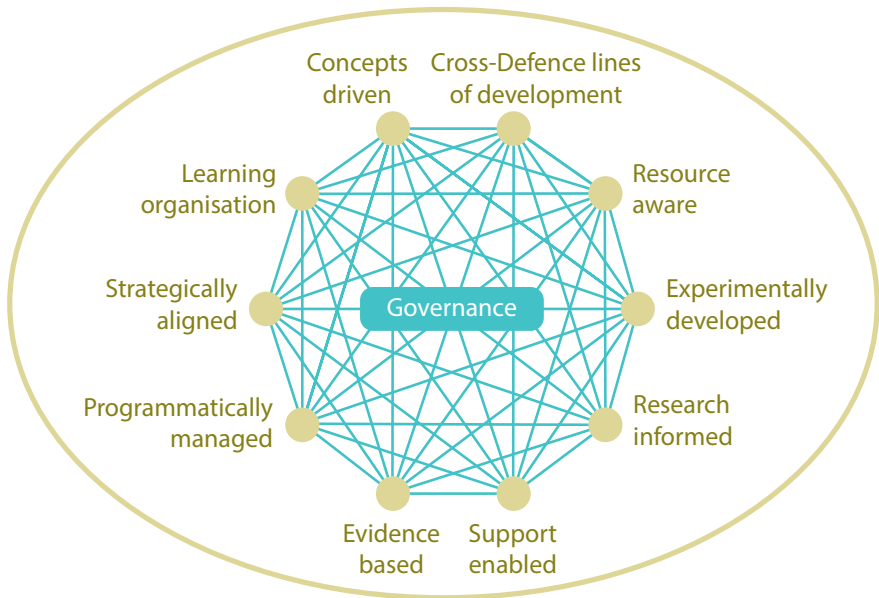 Concepts
driven
Cross-Defence lines
of development
Learning
organisation
Resource
aware
Strategically
aligned
Governance
Experimentally
developed
Programmatically
managed
Research
informed
Evidence
based
Support
enabled